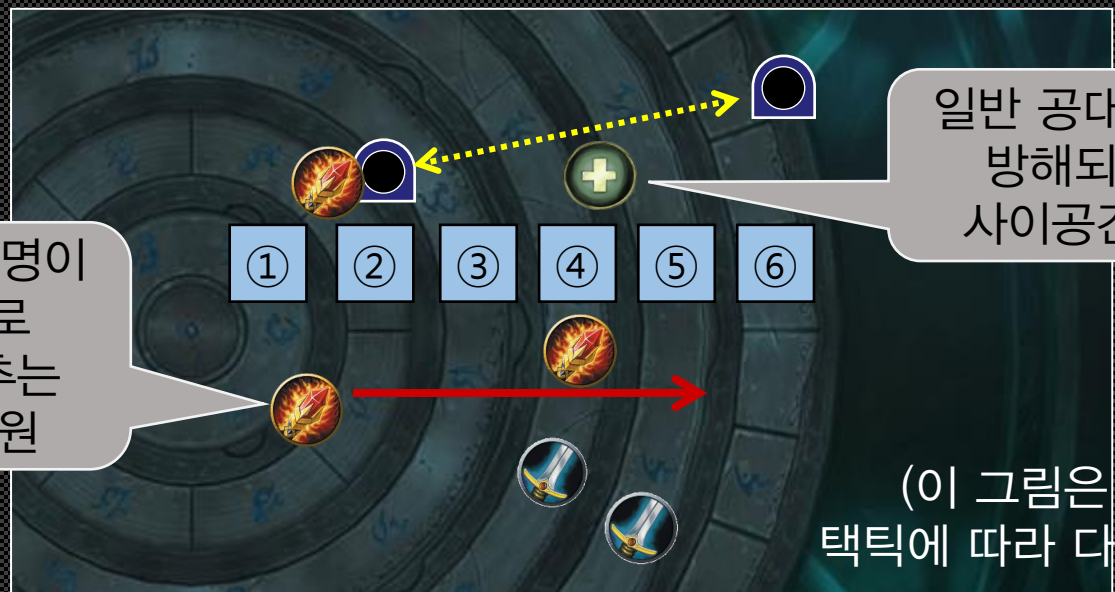 일반 공대
방해되
사이공간
① ② ③ ④ ⑤ ⑥
명이
로
추는
원
(이 그림은
택틱에 따라 다